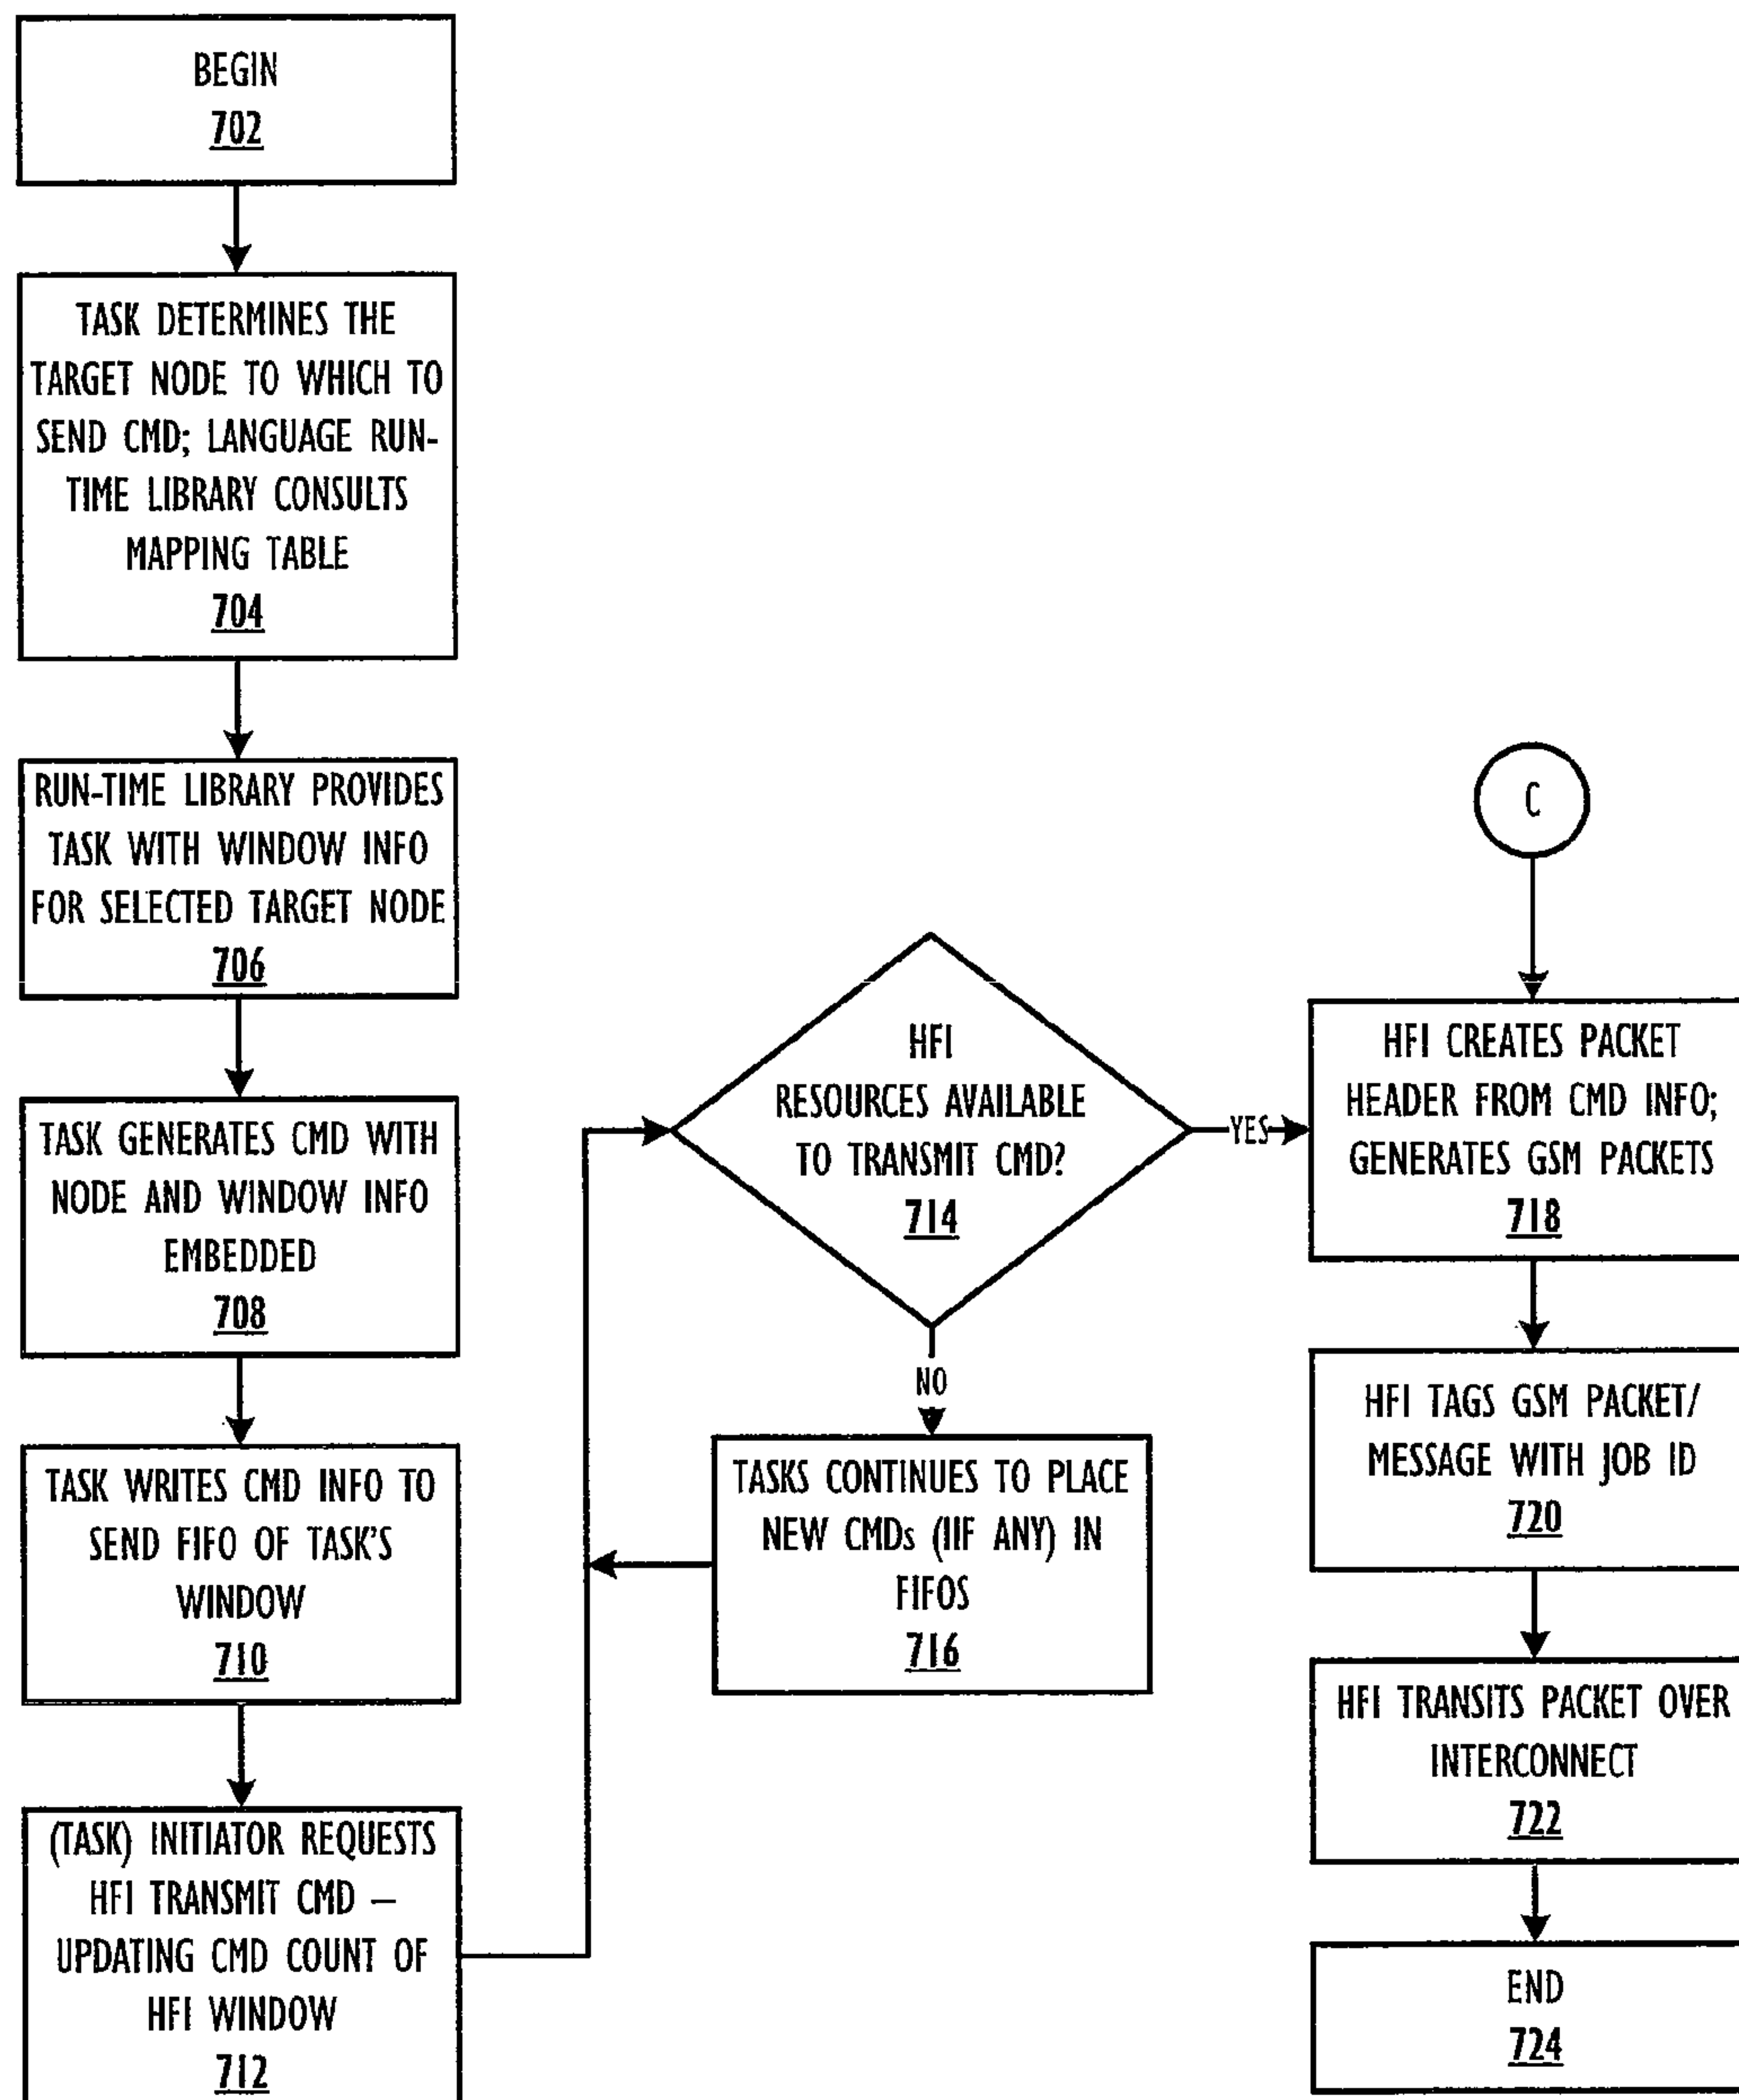 BEGIN
702
TASK DETERMINES THE
TARGET NODE TO WHICH TO
SEND CMD; LANGUAGE RUN-
TIME LIBRARY CONSULTS
MAPPING TABLE
704
RUN-TIME LIBRARY PROVIDES
TASK WITH WINDOW INFO
FOR SELECTED TARGET NODE
706
TASK GENERATES CMD WITH
NODE AND WINDOW INFO
EMBEDDED
708
TASK WRITES CMD INFO TO
SEND FIFO OF TASK'S
WINDOW
710
(TASK) INITIATOR REQUESTS
HFI TRANSMIT CMD –
UPDATING CMD COUNT OF
HFI WINDOW
712
HFI
RESOURCES AVAILABLE
TO TRANSMIT CMD?
714
YES
NO
TASKS CONTINUES TO PLACE
NEW CMDs (IIF ANY) IN
FIFOS
716
C
HFI CREATES PACKET
HEADER FROM CMD INFO;
GENERATES GSM PACKETS
718
HFI TAGS GSM PACKET/
MESSAGE WITH JOB ID
720
HFI TRANSITS PACKET OVER
INTERCONNECT
722
END
724